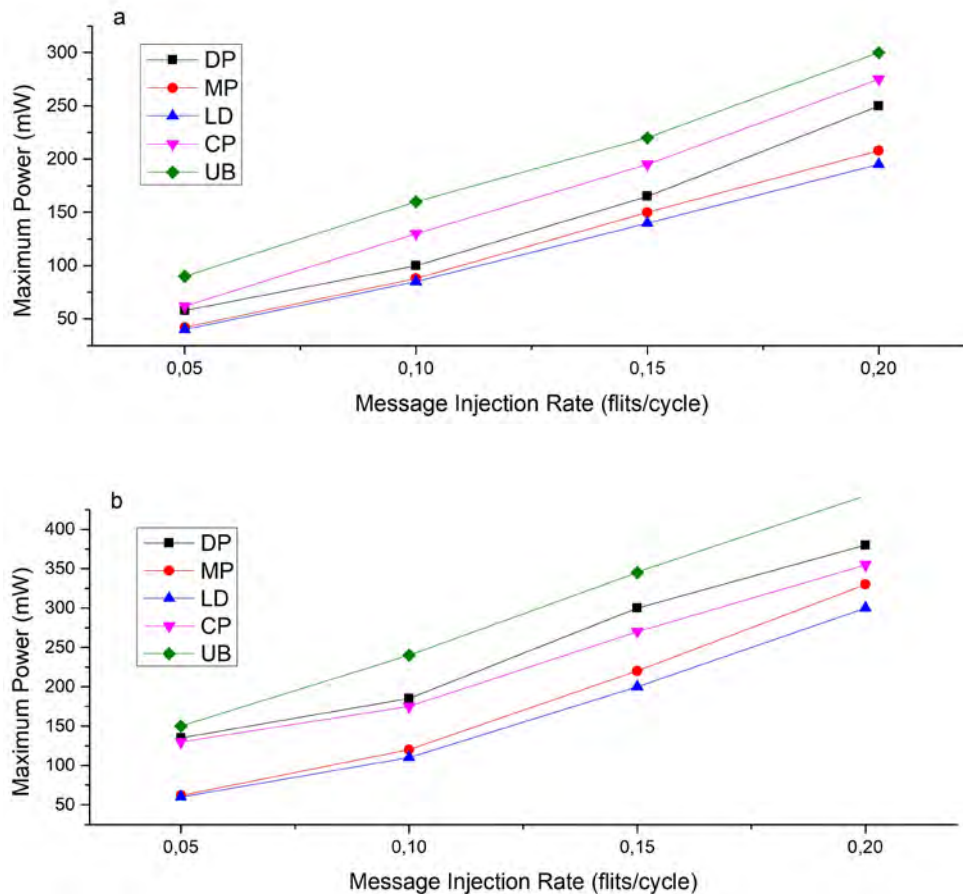 a
DP
MP
LD
CP
UB
300
250
200
150
100
50
Maximum Power (mW)
0,05 0,10 0,15 0,20
Message Injection Rate (flits/cycle)
b
DP
MP
LD
CP
UB
400
350
300
250
200
150
100
50
Maximum Power (mW)
0,05 0,10 0,15 0,20
Message Injection Rate (flits/cycle)